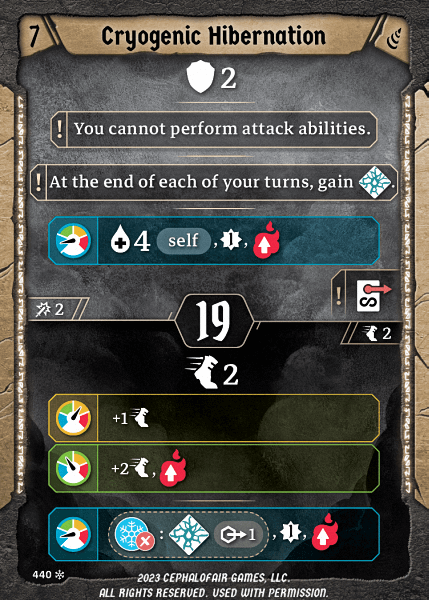 7 Cryogenic Hibernation
2
! You cannot perform attack abilities.
! At the end of each of your turns, gain .
4 self , 1 ,
!
2 19
2
2
+1
+2 ,
: 1 , 1 ,
440
2023 CEPHALOFAIR GAMES, LLC.
ALL RIGHTS RESERVED. USED WITH PERMISSION.